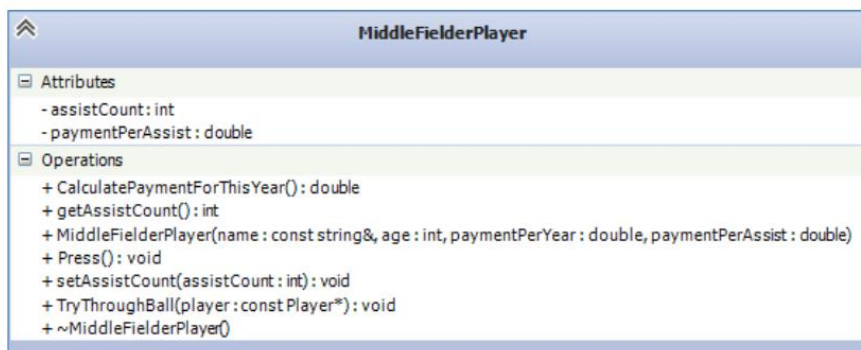 MiddleFielderPlayer
Attributes
- assistCount : int
- paymentPerAssist : double
Operations
+ CalculatePaymentForThisYear() : double
+ getAssistCount() : int
+ MiddleFielderPlayer(name : const string&, age : int, paymentPerYear : double, paymentPerAssist : double)
+ Press() : void
+ setAssistCount(assistCount : int) : void
+ TryThroughBall(player : const Player*) : void
+ ~MiddleFielderPlayer()